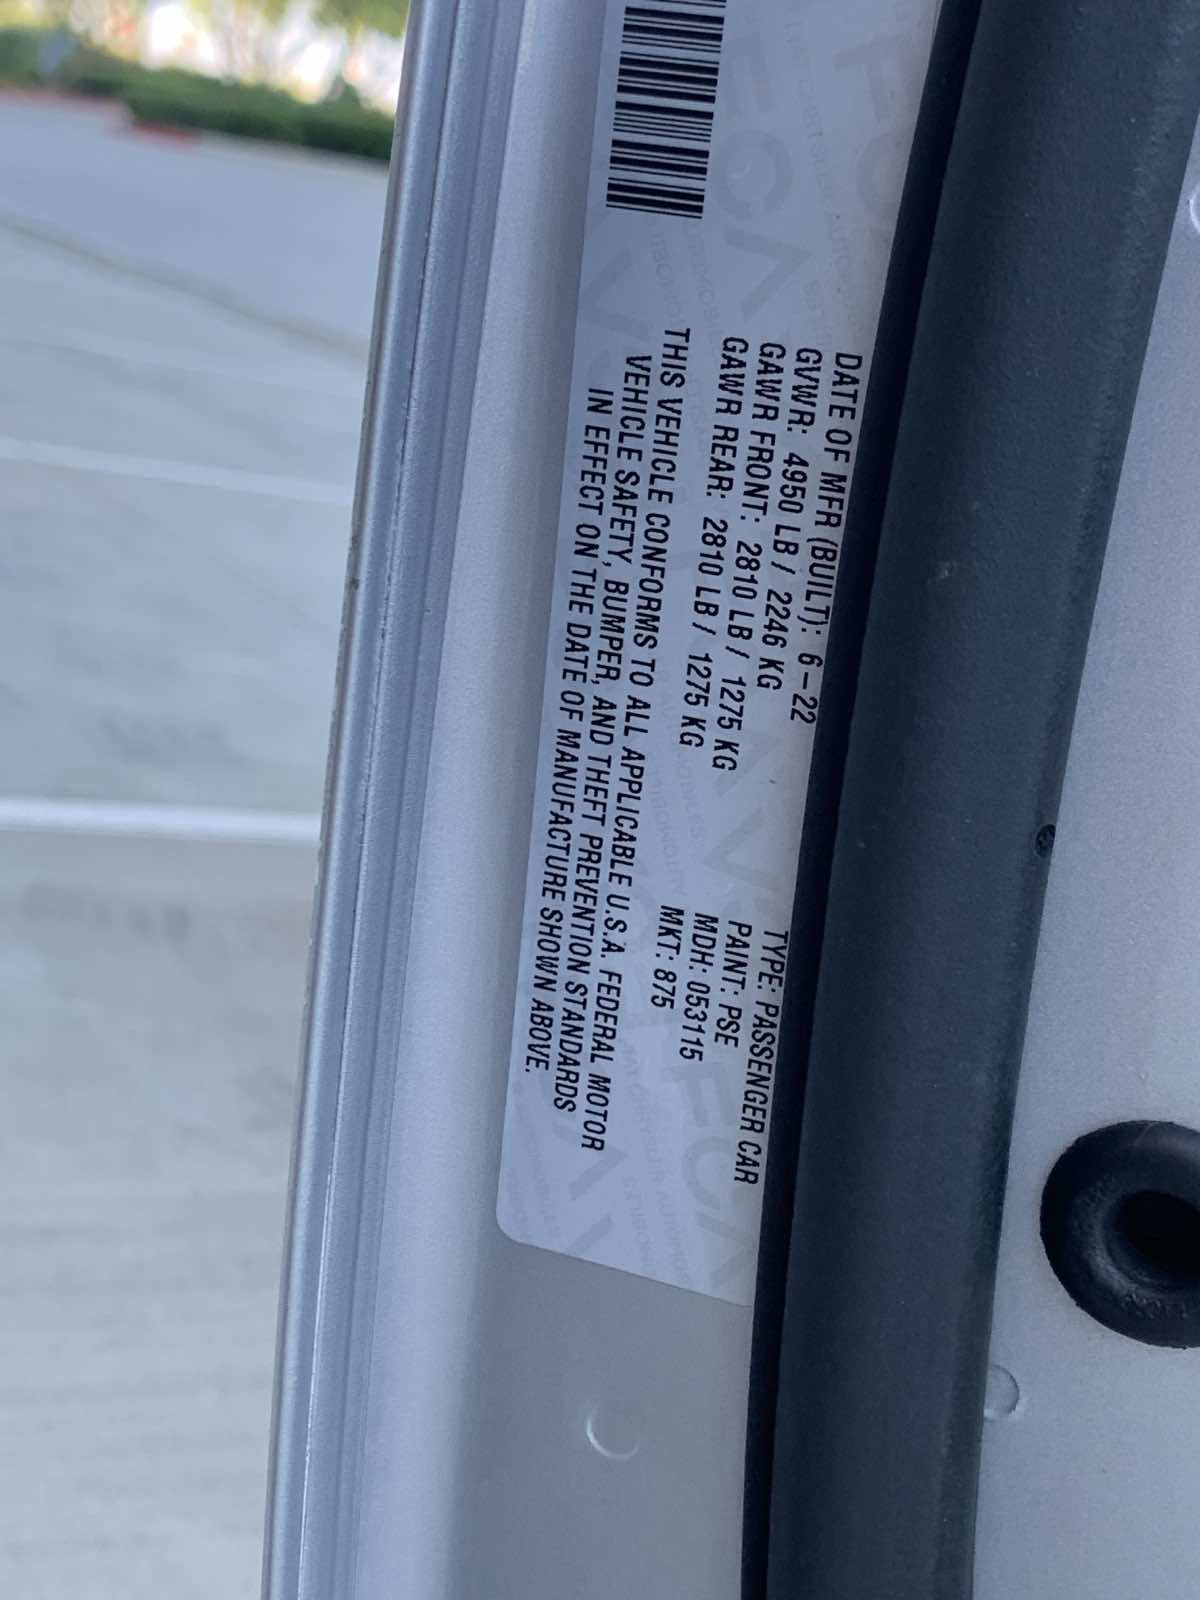 DATE OF MFR (BUILT): 6-22
GVWR: 4950 LB / 2246 KG
GAWR FRONT: 2810 LB / 1275 KG
GAWR REAR: 2810 LB / 1275 KG
TYPE: PASSENGER CAR
PAINT: PSE
MDH: 053115
MKT: 875
THIS VEHICLE CONFORMS TO ALL APPLICABLE U.S.A. FEDERAL MOTOR
VEHICLE SAFETY, BUMPER, AND THEFT PREVENTION STANDARDS
IN EFFECT ON THE DATE OF MANUFACTURE SHOWN ABOVE.
FCA